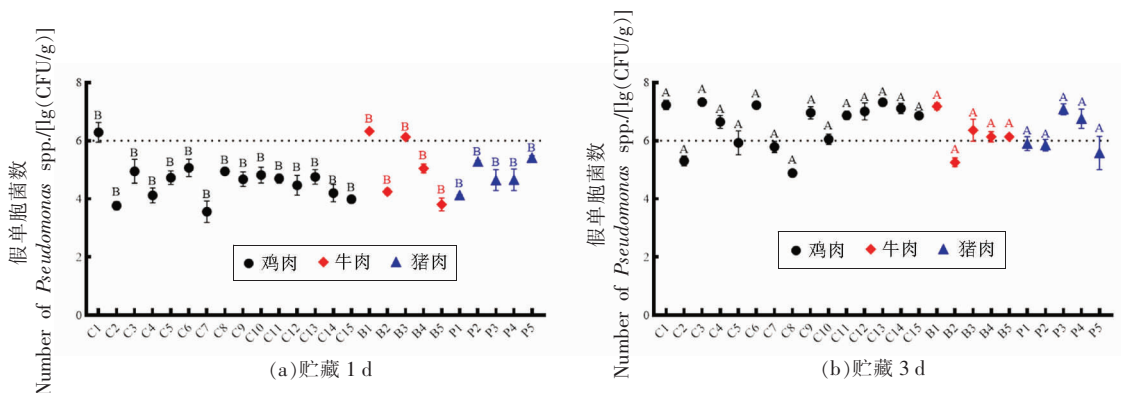 假单胞菌数
Number of Pseudomonas spp./[lg(CFU/g)]
8
6
4
2
0
B B B B B B B B B B B B B B B B B B B B B B B B B
鸡肉 牛肉 猪肉
C1 C2 C3 C4 C5 C6 C7 C8 C9 C10 C11 C12 C13 C14 C15 B1 B2 B3 B4 B5 P1 P2 P3 P4 P5
(a)贮藏 1 d
假单胞菌数
Number of Pseudomonas spp./[lg(CFU/g)]
8
6
4
2
0
A A A A A A A A A A A A A A A A A A A A A A A A A
鸡肉 牛肉 猪肉
C1 C2 C3 C4 C5 C6 C7 C8 C9 C10 C11 C12 C13 C14 C15 B1 B2 B3 B4 B5 P1 P2 P3 P4 P5
(b)贮藏 3 d